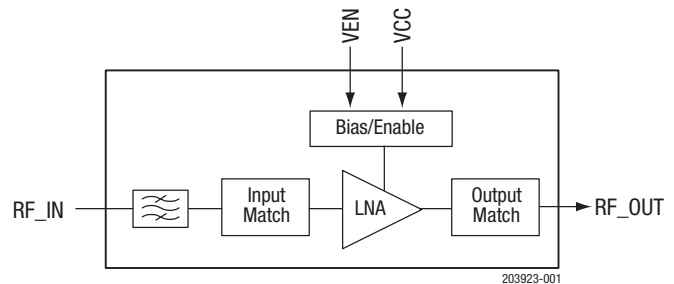 VEN
VCC
Bias/Enable
RF_IN
Input
Match
LNA
Output
Match
RF_OUT
203923-001